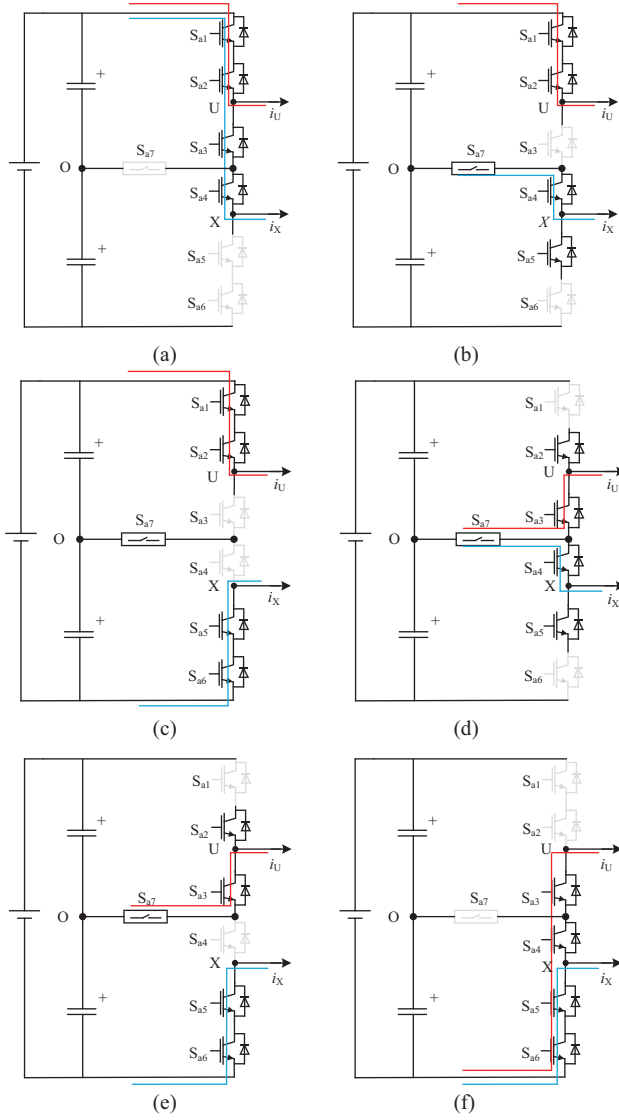 Sa1
+
Sa2
U
iU
Sa3
O
Sa7
Sa4
X
iX
+
Sa5
Sa6
(a)
Sa1
+
Sa2
U
iU
Sa3
O
Sa7
Sa4
X
iX
+
Sa5
Sa6
(b)
Sa1
+
Sa2
U
iU
Sa3
Sa7
O
Sa4
X
iX
+
Sa5
Sa6
(c)
Sa1
+
Sa2
U
iU
Sa3
Sa7
O
Sa4
X
iX
+
Sa5
Sa6
(d)
Sa1
+
Sa2
U
iU
Sa3
Sa7
O
Sa4
X
iX
+
Sa5
Sa6
(e)
Sa1
+
Sa2
U
iU
Sa3
Sa7
O
Sa4
X
iX
+
Sa5
Sa6
(f)